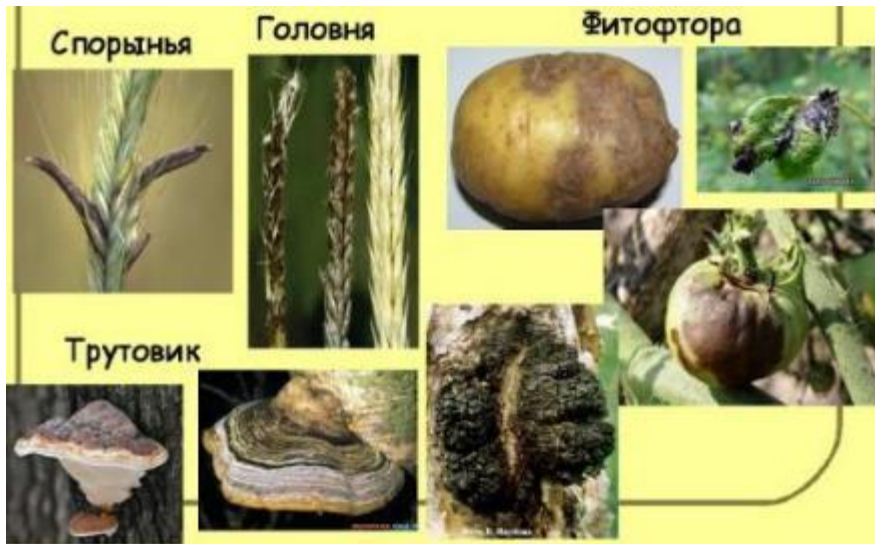 Спорынья
Головня
Фитофтора
Трутовик